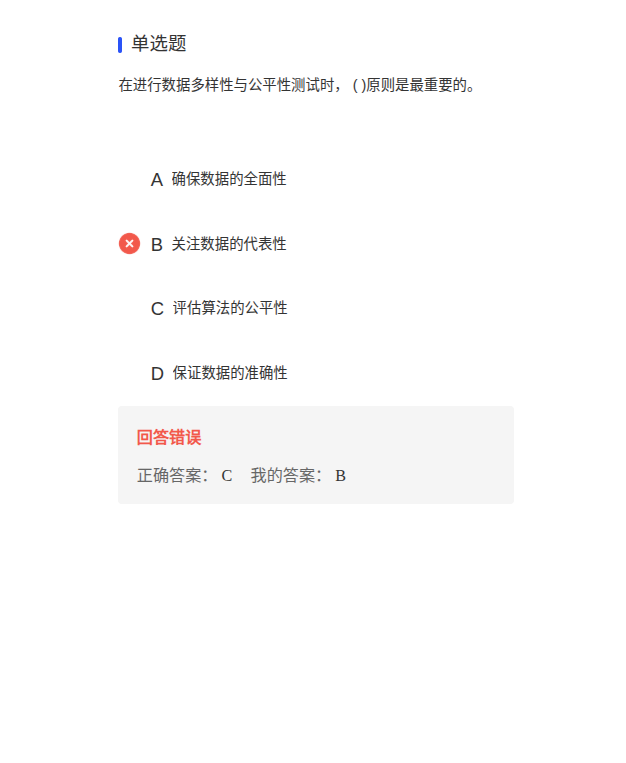 单选题
在进行数据多样性与公平性测试时，( )原则是最重要的。
A 确保数据的全面性
B 关注数据的代表性
C 评估算法的公平性
D 保证数据的准确性
回答错误
正确答案： C 我的答案： B